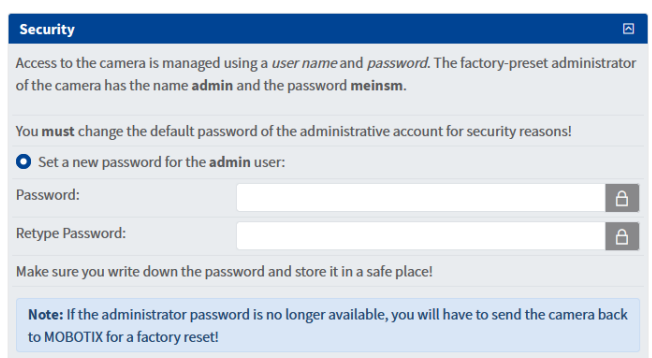 Security
Access to the camera is managed using a user name and password. The factory-preset administrator
of the camera has the name admin and the password meinsm.
You must change the default password of the administrative account for security reasons!
Set a new password for the admin user:
Password:
Retype Password:
Make sure you write down the password and store it in a safe place!
Note: If the administrator password is no longer available, you will have to send the camera back
to MOBOTIX for a factory reset!